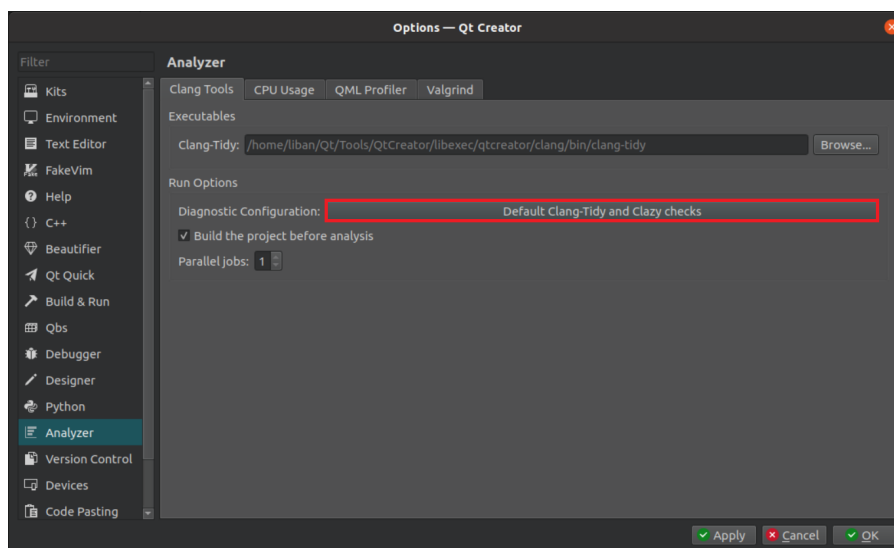 Options — Qt Creator
Filter
Kits
Environment
Text Editor
FakeVim
Help
C++
Beautifier
Qt Quick
Build & Run
Qbs
Debugger
Designer
Python
Analyzer
Version Control
Devices
Code Pasting
Analyzer
Clang Tools CPU Usage QML Profiler Valgrind
Executables
Clang-Tidy: /home/liban/Qt/Tools/QtCreator/libexec/qtcreator/clang/bin/clang-tidy Browse...
Run Options
Diagnostic Configuration: Default Clang-Tidy and Clazy checks
Build the project before analysis
Parallel jobs: 1
Apply Cancel OK